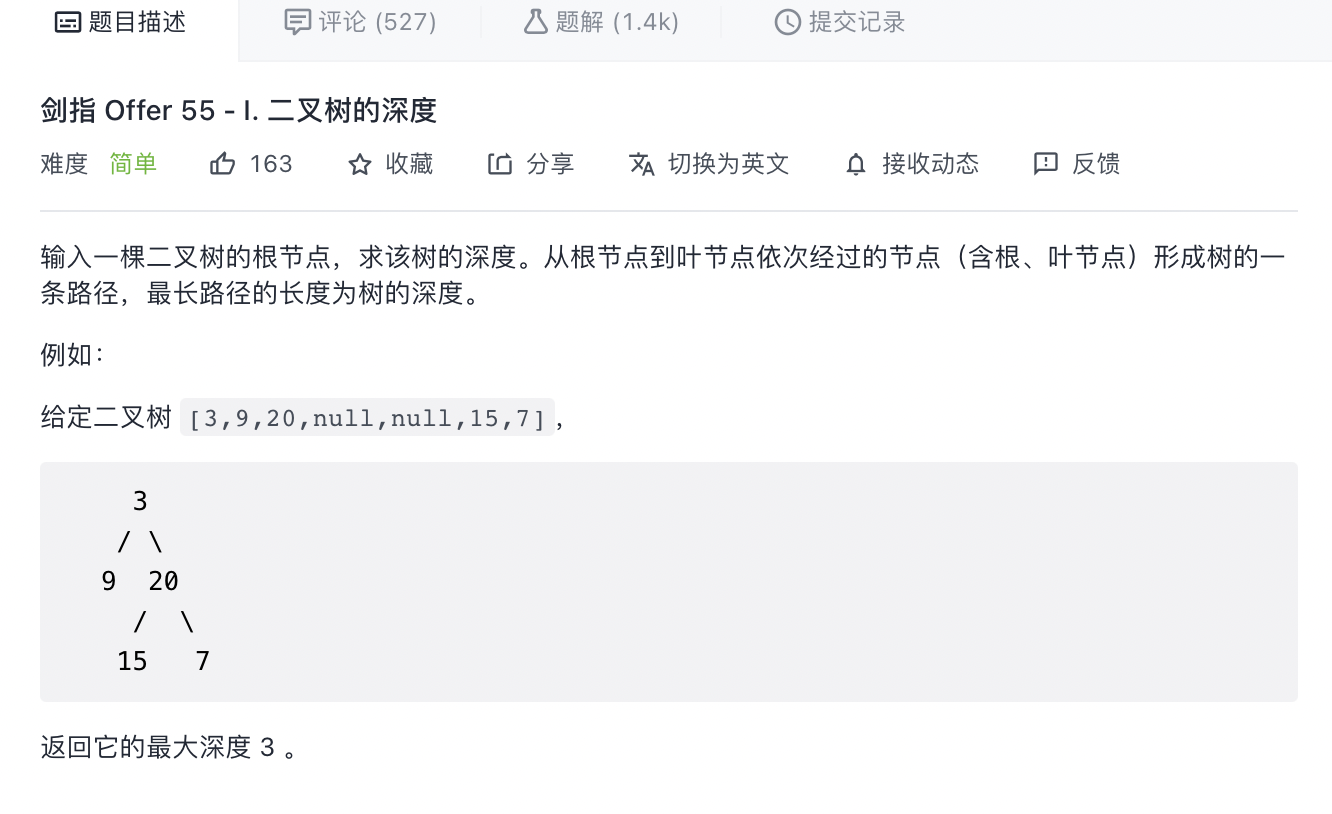 题目描述 评论 (527) 题解 (1.4k) 提交记录
剑指 Offer 55 - I. 二叉树的深度
难度 简单 163 收藏 分享 切换为英文 接收动态 反馈
输入一棵二叉树的根节点，求该树的深度。从根节点到叶节点依次经过的节点（含根、叶节点）形成树的一
条路径，最长路径的长度为树的深度。
例如：
给定二叉树 [3,9,20,null,null,15,7]，
3
/ \
9 20
/ \
15 7
返回它的最大深度 3 。